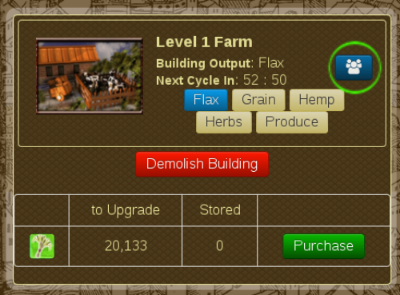 Level 1 Farm
Building Output: Flax
Next Cycle In: 52 : 50
Flax Grain Hemp
Herbs Produce
Demolish Building
to Upgrade Stored
20,133 0 Purchase